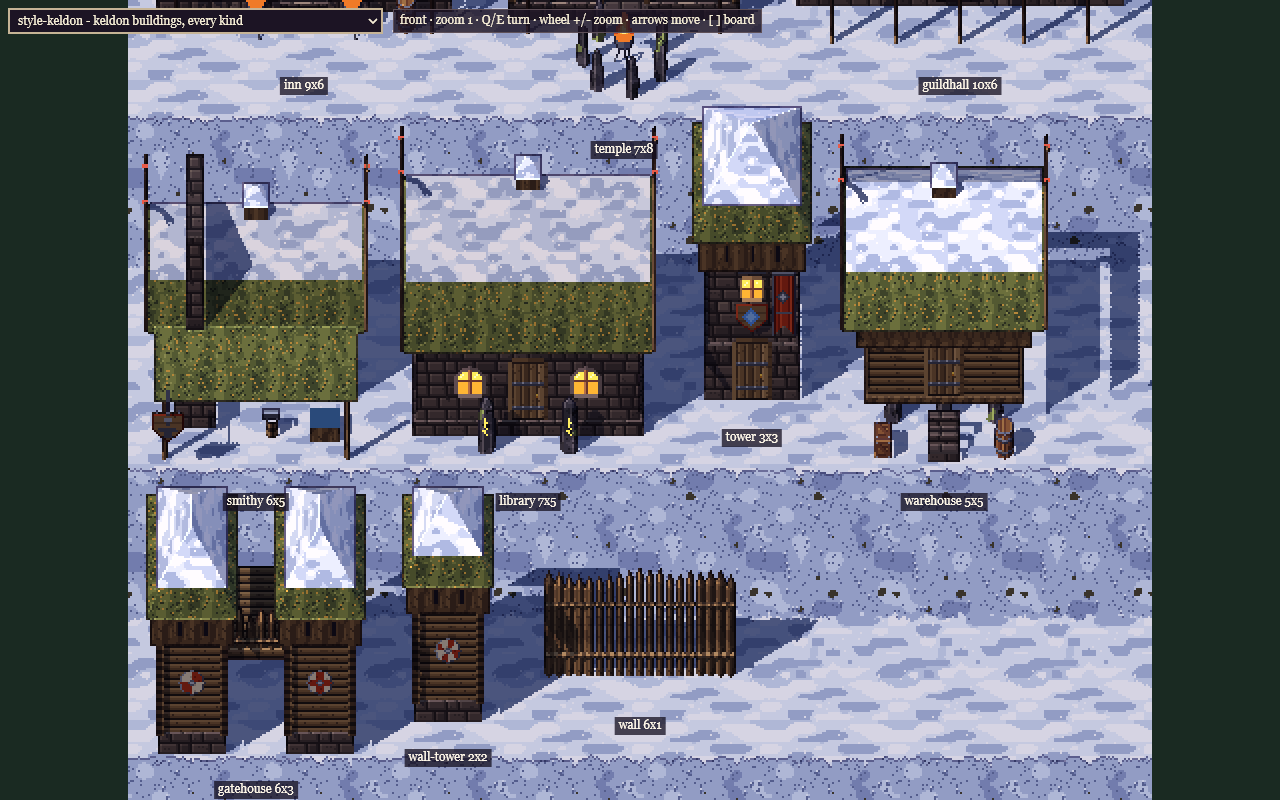 style-keldon - keldon buildings, every kind
front · zoom 1 · Q/E turn · wheel +/- zoom · arrows move · [ ] board
inn 9x6
guildhall 10x6
temple 7x8
tower 3x3
smithy 6x5
library 7x5
warehouse 5x5
wall 6x1
wall-tower 2x2
gatehouse 6x3